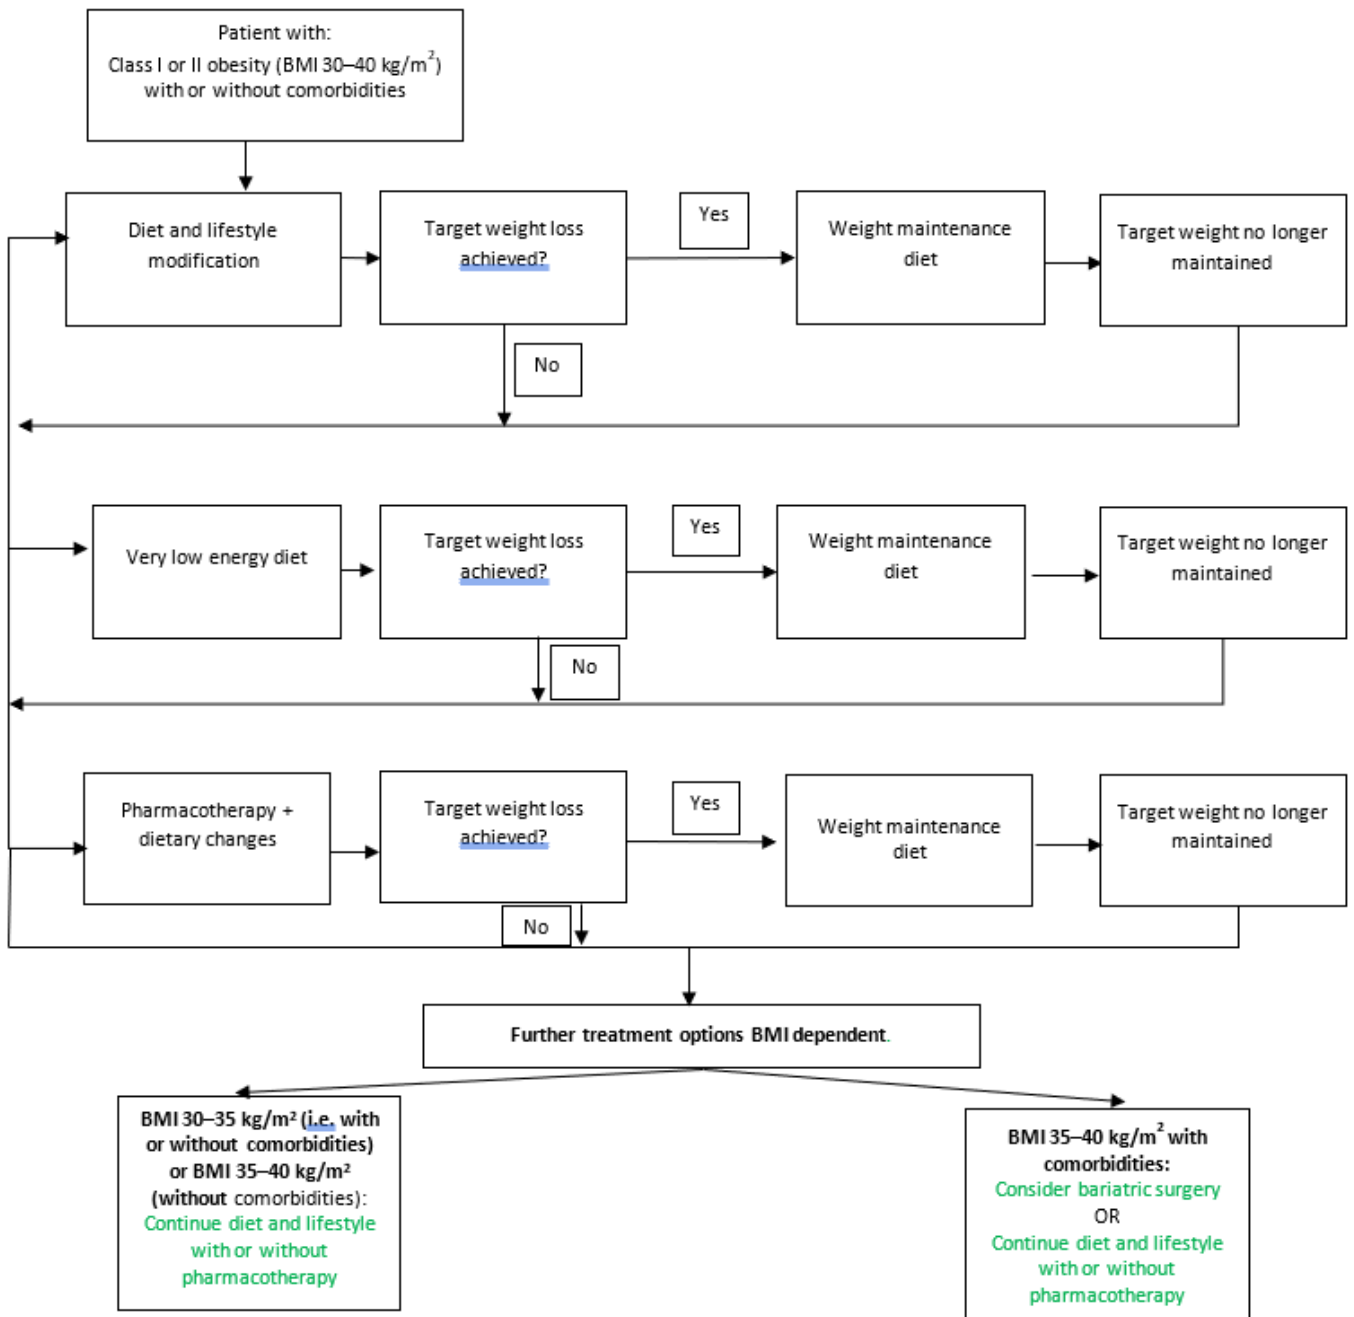 Patient with:
Class I or II obesity (BMI 30–40 kg/m²)
with or without comorbidities
Diet and lifestyle
modification
Target weight loss
achieved?
Yes
Weight maintenance
diet
Target weight no longer
maintained
No
Very low energy diet
Target weight loss
achieved?
Yes
Weight maintenance
diet
Target weight no longer
maintained
No
Pharmacotherapy +
dietary changes
Target weight loss
achieved?
Yes
Weight maintenance
diet
Target weight no longer
maintained
No
Further treatment options BMI dependent.
BMI 30–35 kg/m² (i.e. with
or without comorbidities)
or BMI 35–40 kg/m²
(without comorbidities):
Continue diet and lifestyle
with or without
pharmacotherapy
BMI 35–40 kg/m² with
comorbidities:
Consider bariatric surgery
OR
Continue diet and lifestyle
with or without
pharmacotherapy